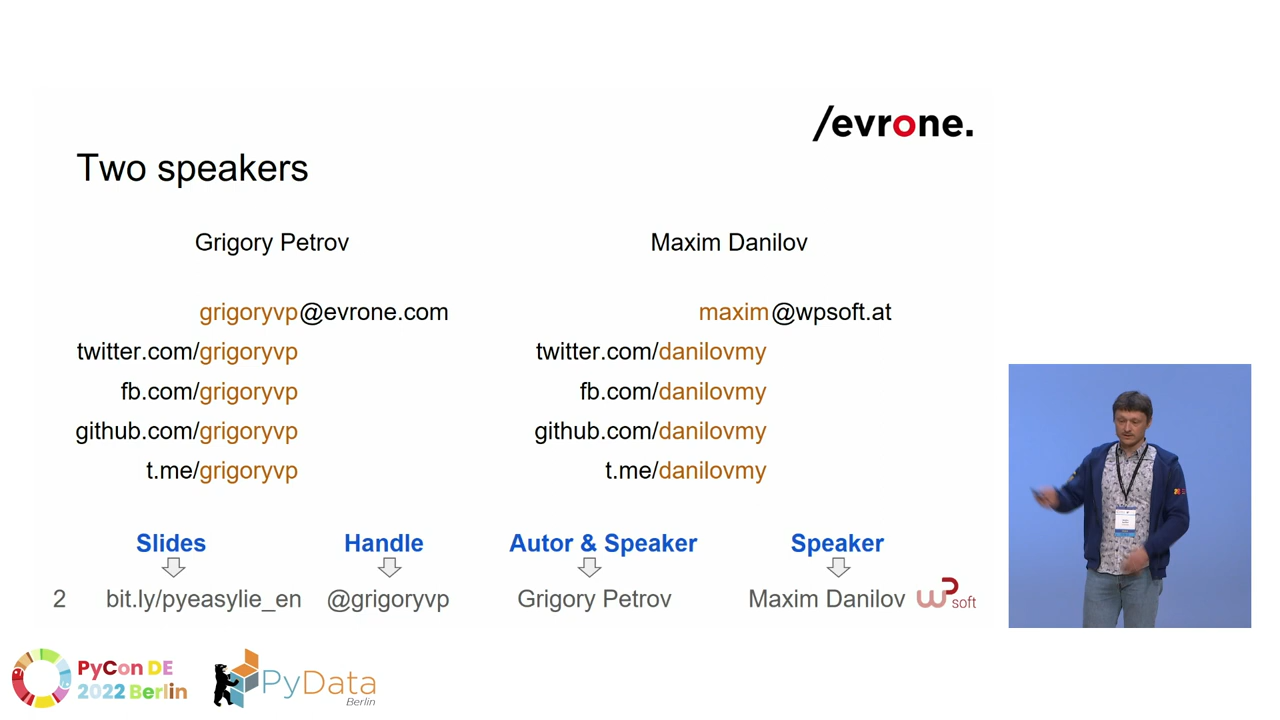 /evrone.
Two speakers
Grigory Petrov
Maxim Danilov
grigoryvp@evrone.com
maxim@wpsoft.at
twitter.com/grigoryvp
twitter.com/danilovmy
fb.com/grigoryvp
fb.com/danilovmy
github.com/grigoryvp
github.com/danilovmy
t.me/grigoryvp
t.me/danilovmy
Slides
Handle
Autor & Speaker
Speaker
2
bit.ly/pyeasylie_en
@grigoryvp
Grigory Petrov
Maxim Danilov
WP soft
PyCon DE
2022 Berlin
PyData
Berlin